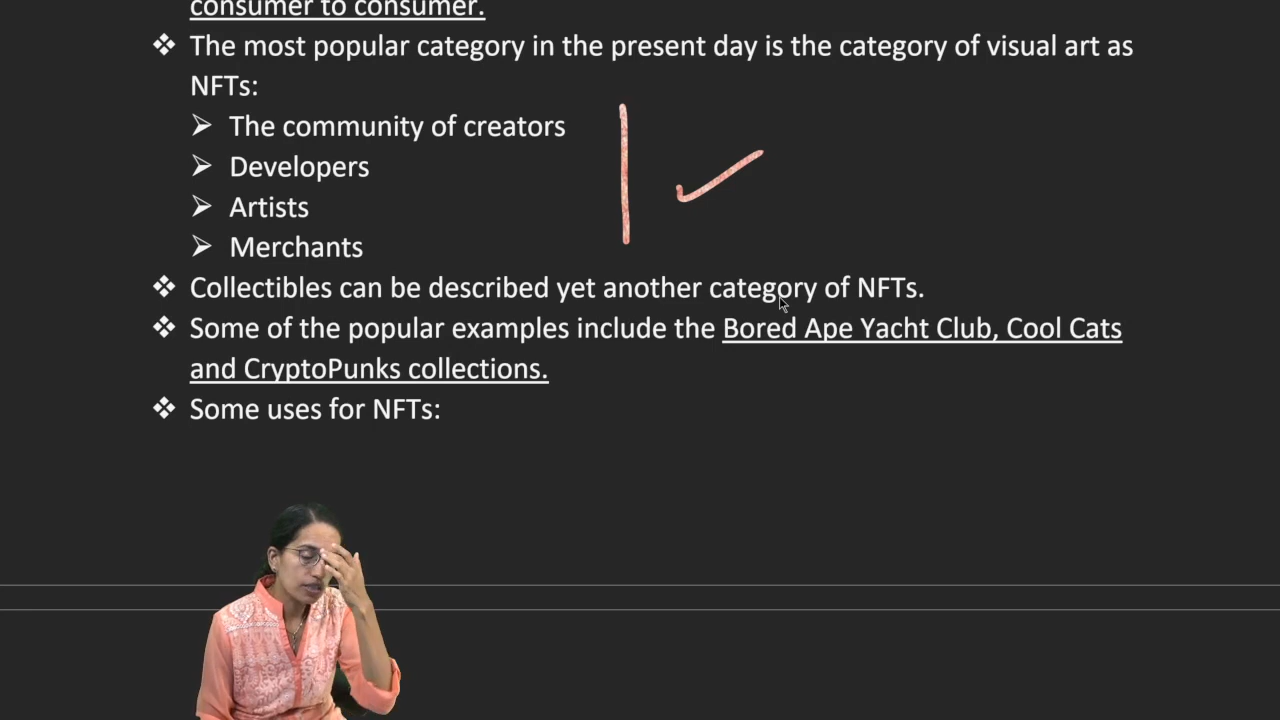 consumer to consumer.
❖ The most popular category in the present day is the category of visual art as
NFTs:
➢ The community of creators
➢ Developers
➢ Artists
➢ Merchants
❖ Collectibles can be described yet another category of NFTs.
❖ Some of the popular examples include the Bored Ape Yacht Club, Cool Cats
and CryptoPunks collections.
❖ Some uses for NFTs: